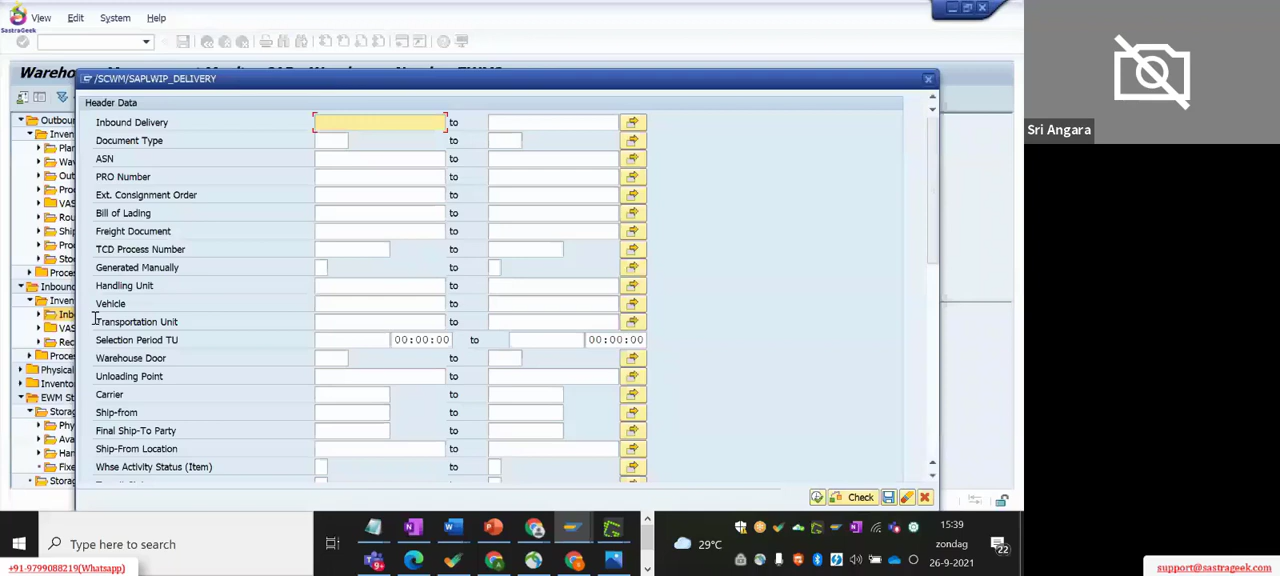 View Edit System Help
SastraGeek
/SCWM/SAPLWIP_DELIVERY
Header Data
Inbound Delivery to
Document Type to
ASN to
PRO Number to
Ext. Consignment Order to
Bill of Lading to
Freight Document to
TCD Process Number to
Generated Manually to
Handling Unit to
Vehicle to
Transportation Unit to
Selection Period TU 00:00:00 to 00:00:00
Warehouse Door to
Unloading Point to
Carrier to
Ship-from to
Final Ship-To Party to
Ship-From Location to
Whse Activity Status (Item) to
Check
Sri Angara
Type here to search
29°C
15:39
zondag
26-9-2021
22
+91-9799088219(Whatsapp)
support@sastrageek.com